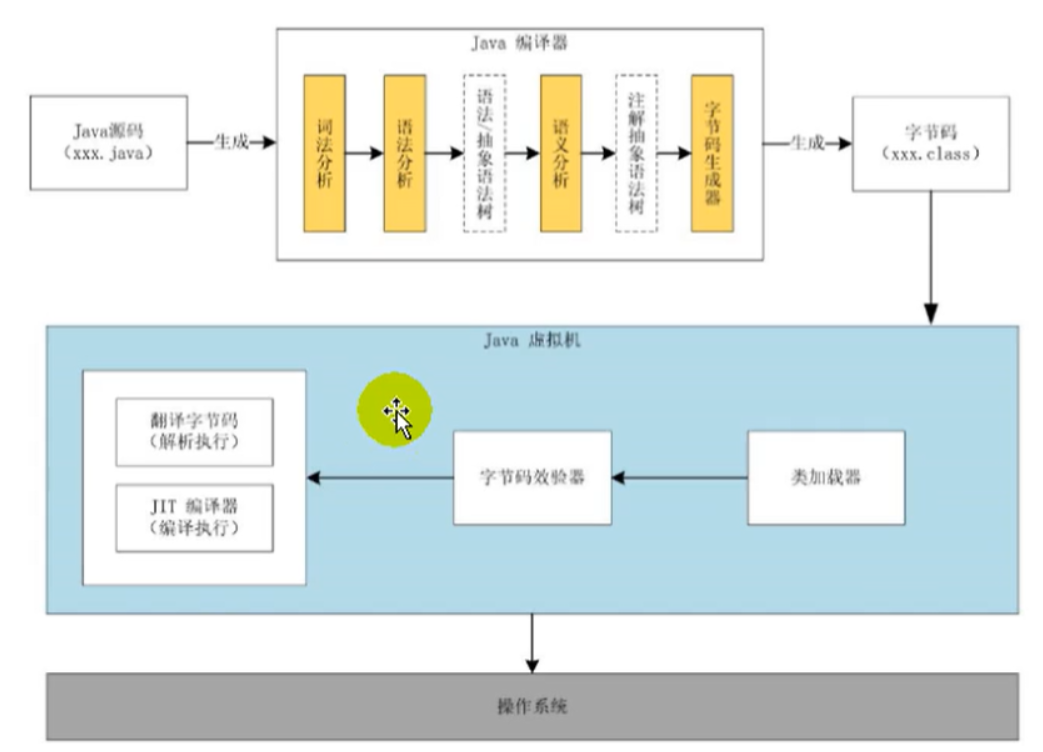 Java 编译器
Java源码
(xxx.java)
生成
词法分析
语法分析
语法/抽象语法树
语义分析
注解抽象语法树
字节码生成器
生成
字节码
(xxx.class)
Java 虚拟机
翻译字节码
(解析执行)
JIT 编译器
(编译执行)
字节码效验器
类加载器
操作系统